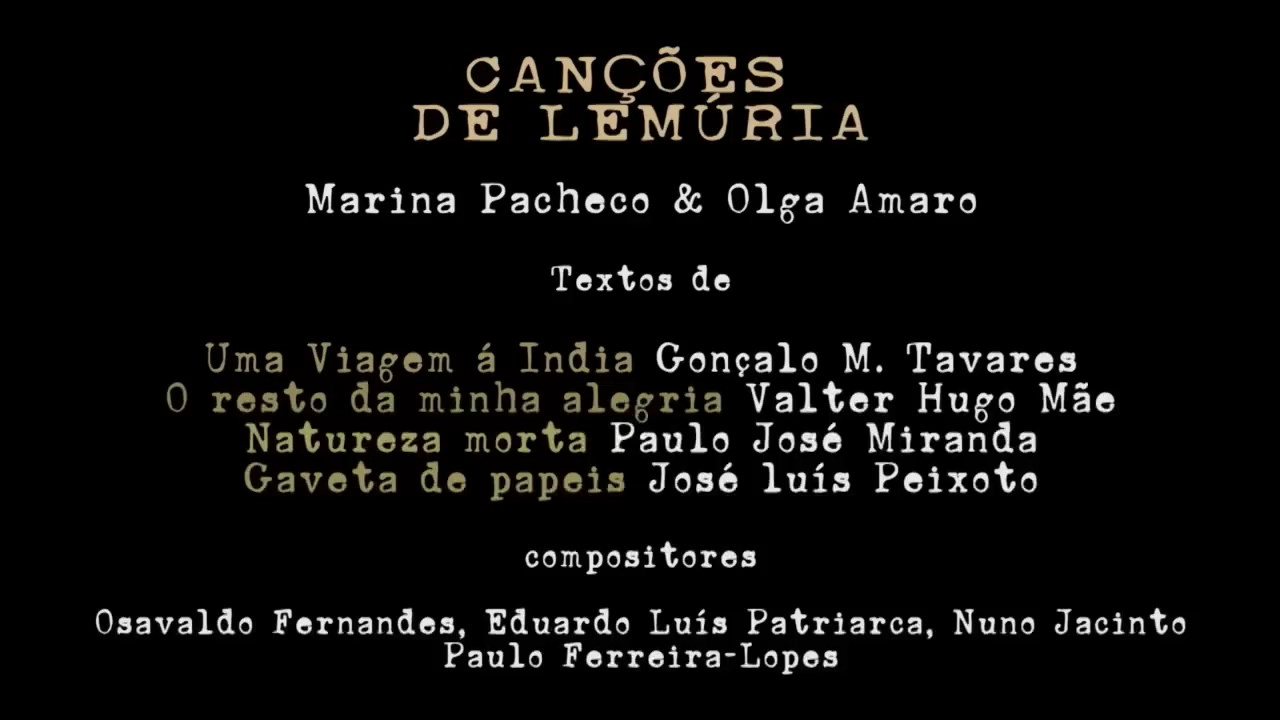 CANÇÕES
DE LEMÚRIA
Marina Pacheco & Olga Amaro
Textos de
Uma Viagem á India Gonçalo M. Tavares
O resto da minha alegria Valter Hugo Mãe
Natureza morta Paulo José Miranda
Gaveta de papeis José luís Peixoto
compositores
Osavaldo Fernandes, Eduardo Luís Patriarca, Nuno Jacinto
Paulo Ferreira-Lopes